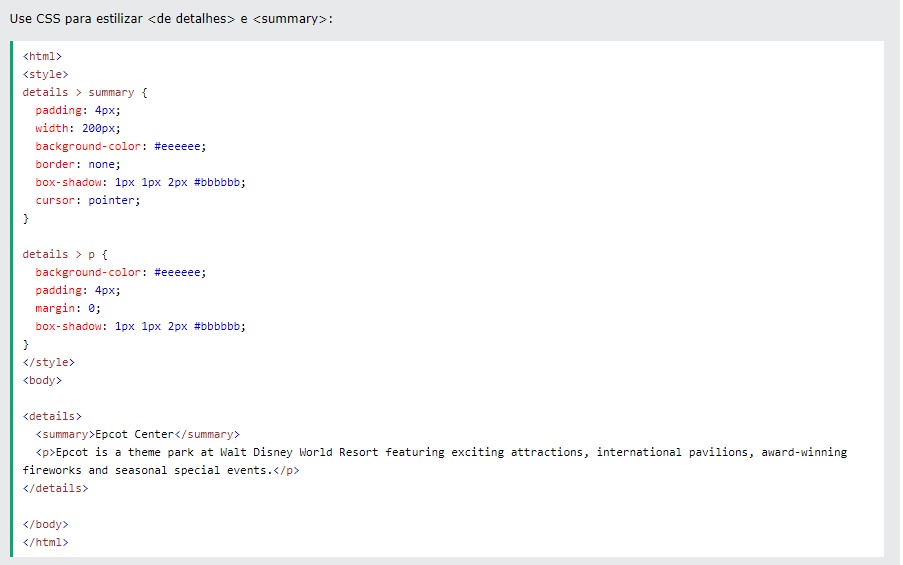 Use CSS para estilizar <de detalhes> e <summary>:
<html>
<style>
details > summary {
  padding: 4px;
  width: 200px;
  background-color: #eeeeee;
  border: none;
  box-shadow: 1px 1px 2px #bbbbbb;
  cursor: pointer;
}

details > p {
  background-color: #eeeeee;
  padding: 4px;
  margin: 0;
  box-shadow: 1px 1px 2px #bbbbbb;
}
</style>
<body>

<details>
  <summary>Epcot Center</summary>
  <p>Epcot is a theme park at Walt Disney World Resort featuring exciting attractions, international pavilions, award-winning
fireworks and seasonal special events.</p>
</details>

</body>
</html>